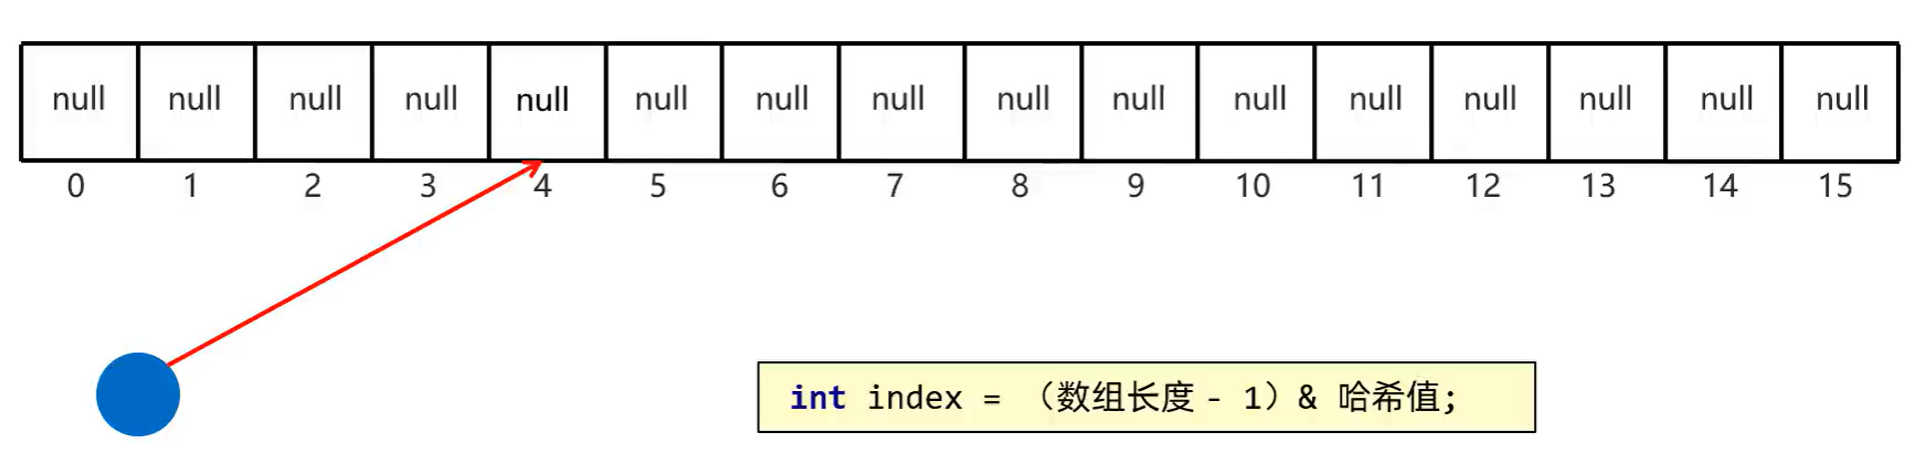 null null null null null null null null null null null null null null null null
0 1 2 3 4 5 6 7 8 9 10 11 12 13 14 15
int index = （数组长度 - 1）& 哈希值;